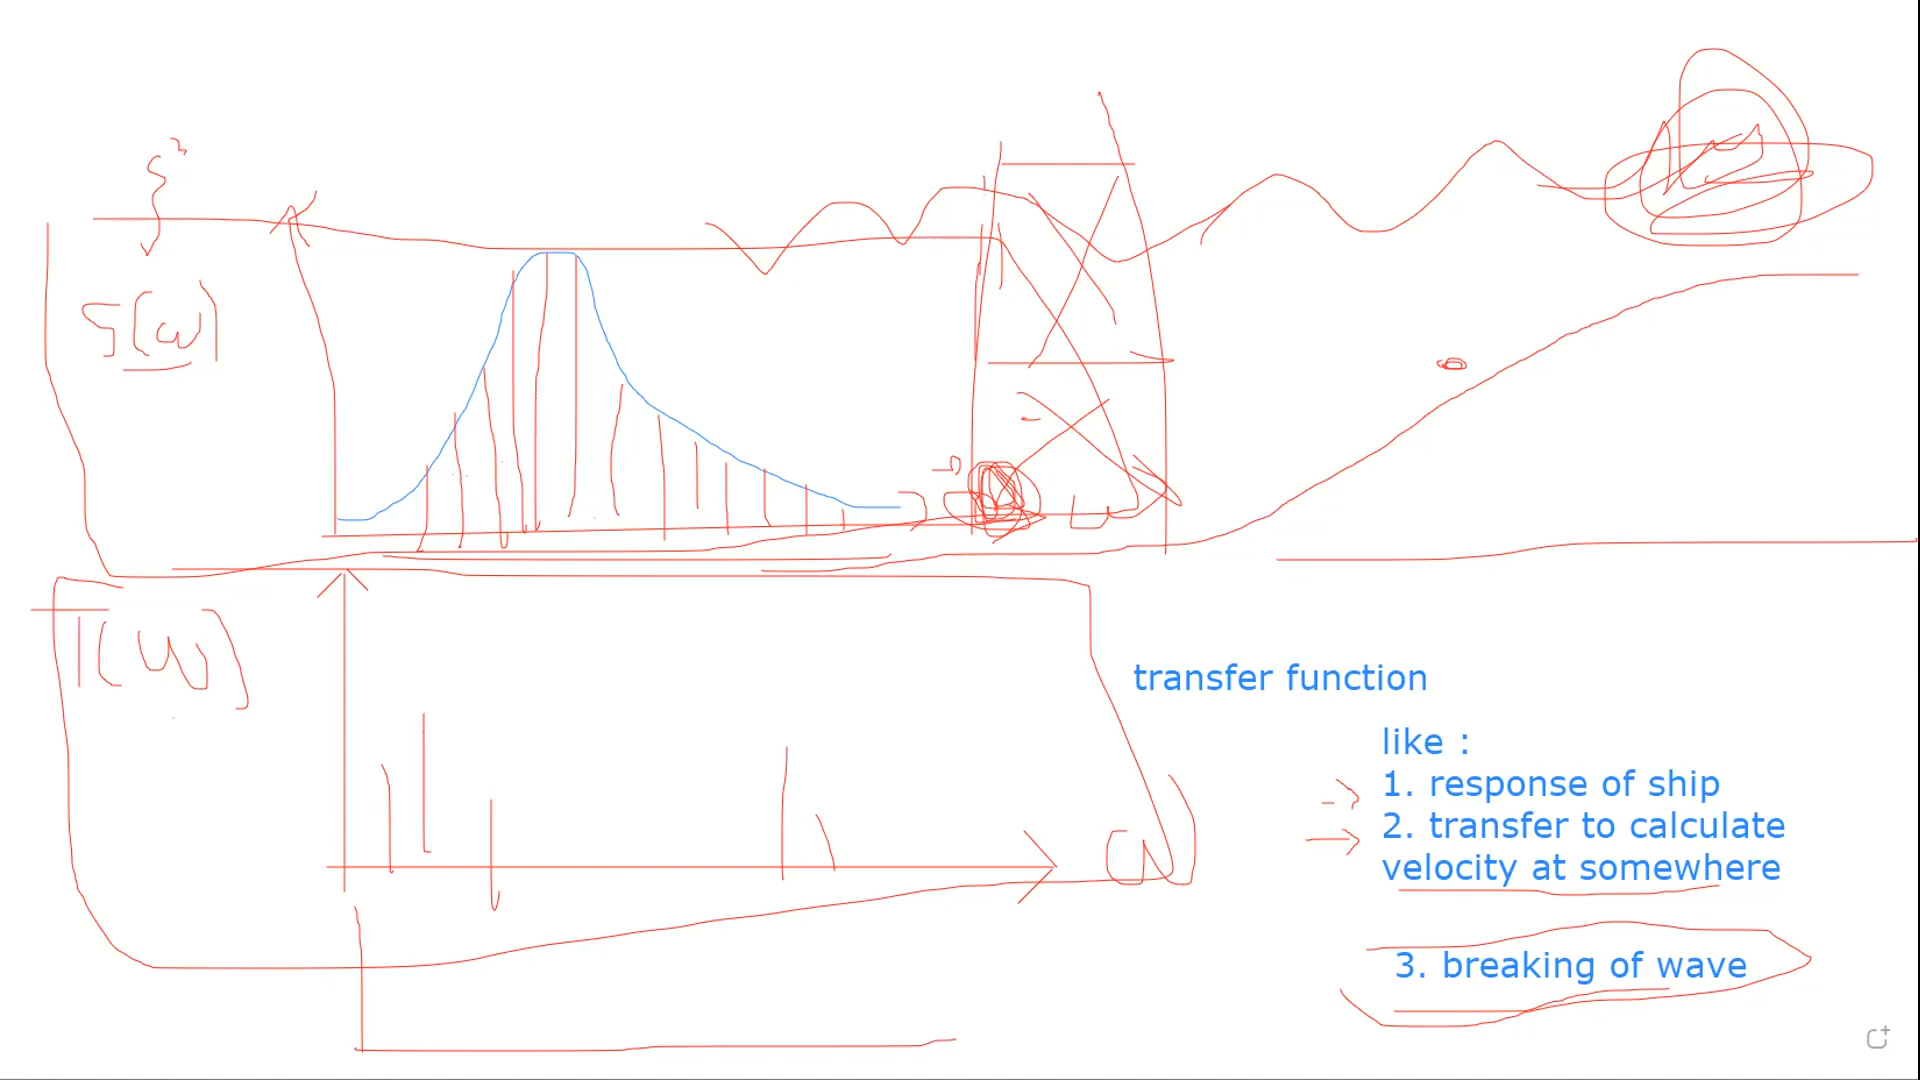 S(ω)
T(ω)
ω
transfer function
like :
1. response of ship
2. transfer to calculate
velocity at somewhere
3. breaking of wave